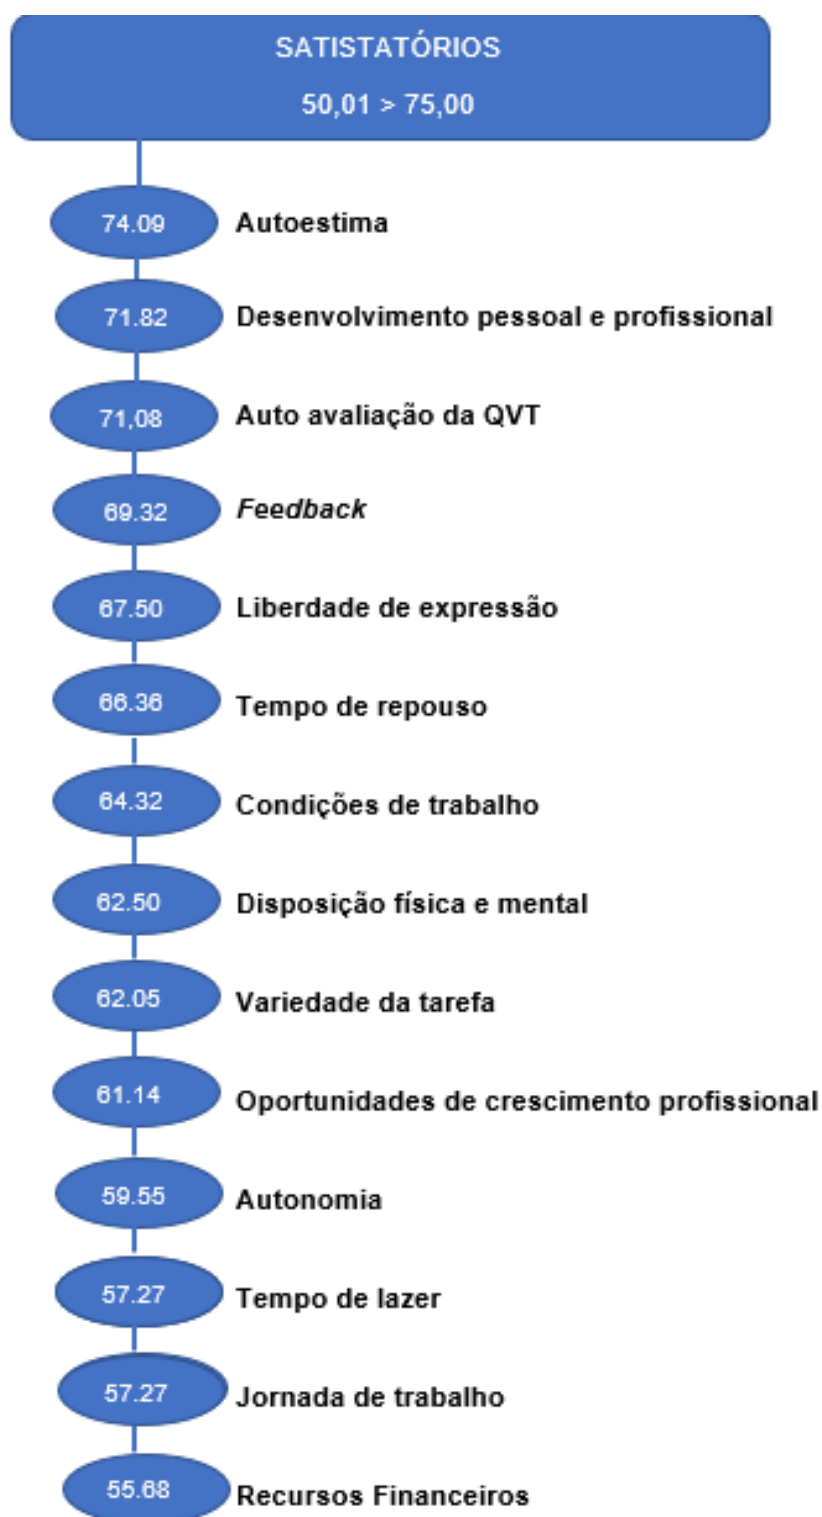 SATISTATÓRIOS
50,01 > 75,00
74.09 Autoestima
71.82 Desenvolvimento pessoal e profissional
71,08 Auto avaliação da QVT
69.32 Feedback
67.50 Liberdade de expressão
66.36 Tempo de repouso
64.32 Condições de trabalho
62.50 Disposição física e mental
62.05 Variedade da tarefa
61.14 Oportunidades de crescimento profissional
59.55 Autonomia
57.27 Tempo de lazer
57.27 Jornada de trabalho
55.68 Recursos Financeiros